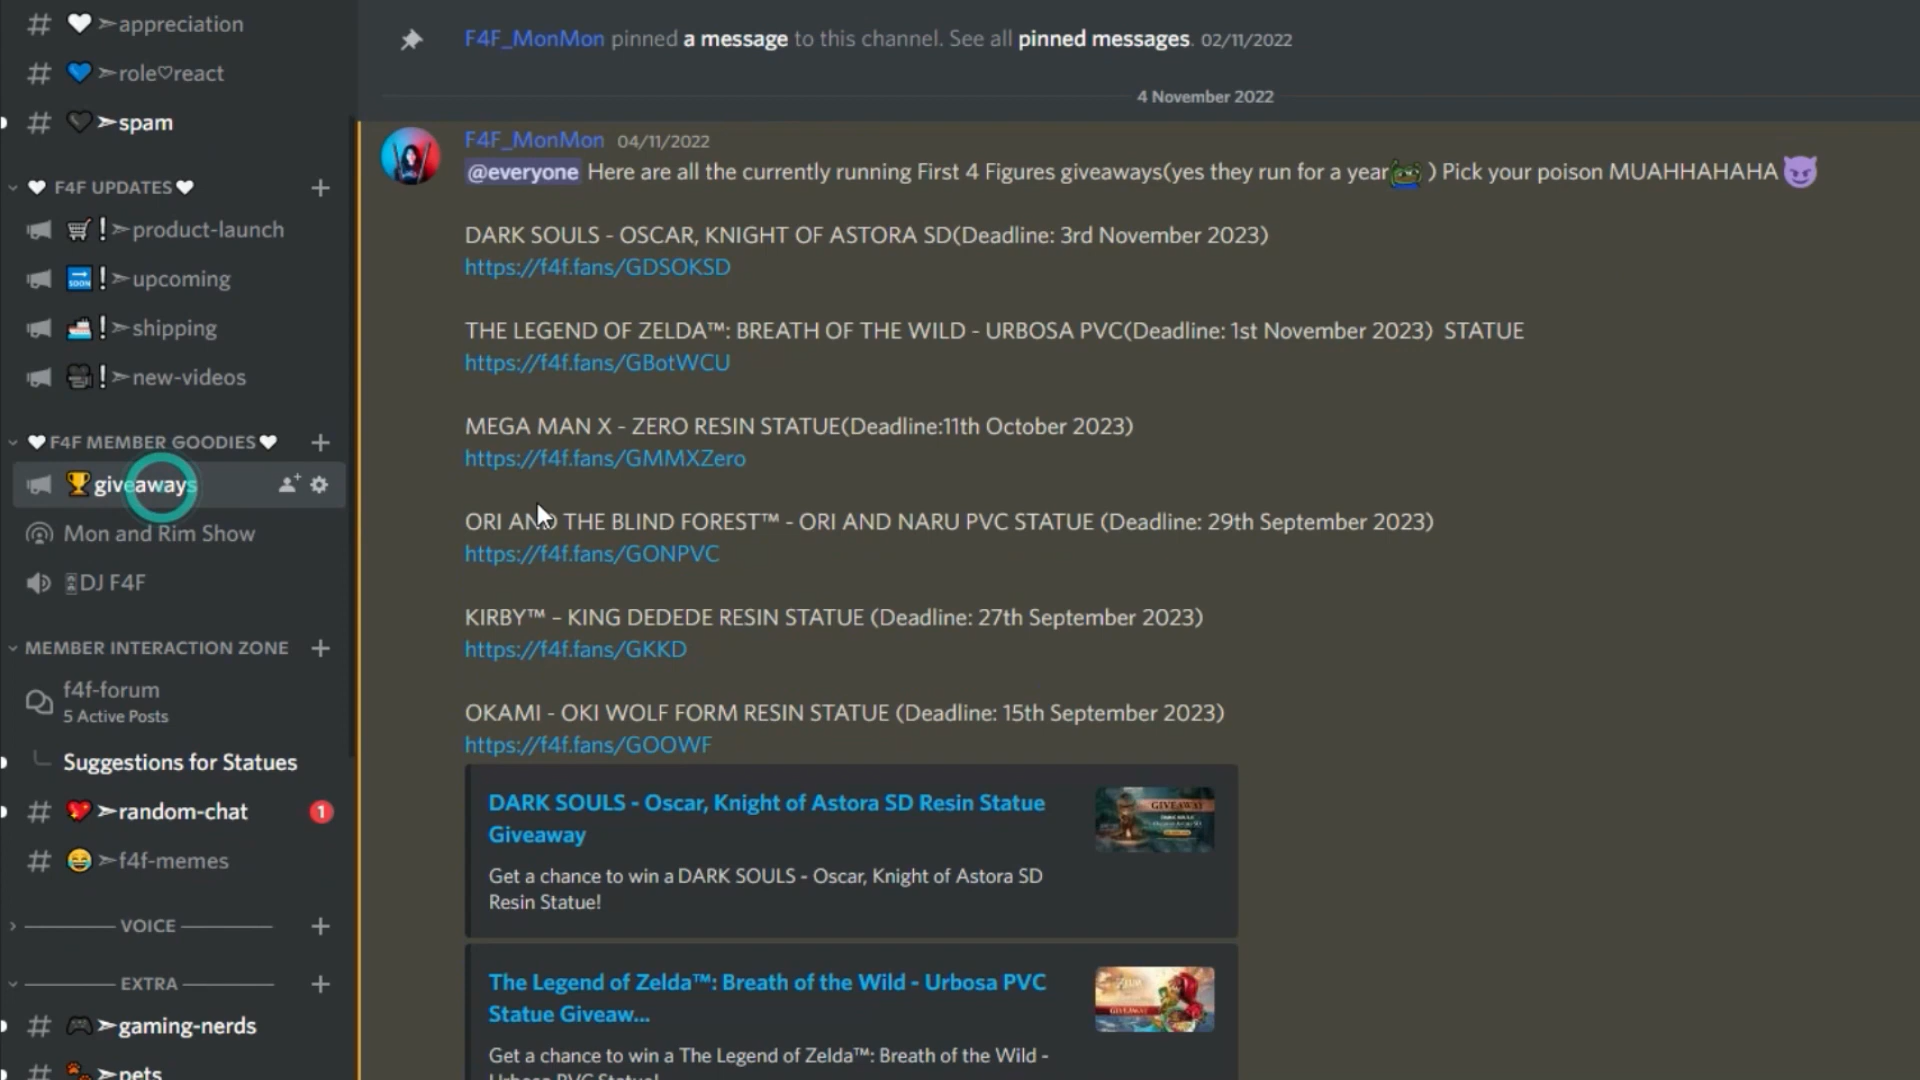 appreciation
role♡react
spam
F4F UPDATES
product-launch
upcoming
SOON
shipping
new-videos
F4F MEMBER GOODIES
giveaways
Mon and Rim Show
DJ F4F
MEMBER INTERACTION ZONE
f4f-forum
5 Active Posts
Suggestions for Statues
random-chat
1
f4f-memes
VOICE
EXTRA
gaming-nerds
pets
F4F_MonMon pinned a message to this channel. See all pinned messages. 02/11/2022
4 November 2022
F4F_MonMon 04/11/2022
@everyone Here are all the currently running First 4 Figures giveaways(yes they run for a year ) Pick your poison MUAHHAHAHA
DARK SOULS - OSCAR, KNIGHT OF ASTORA SD(Deadline: 3rd November 2023)
https://f4f.fans/GDSOKSD
THE LEGEND OF ZELDA™: BREATH OF THE WILD - URBOSA PVC(Deadline: 1st November 2023) STATUE
https://f4f.fans/GBotWCU
MEGA MAN X - ZERO RESIN STATUE(Deadline:11th October 2023)
https://f4f.fans/GMMXZero
ORI AND THE BLIND FOREST™ - ORI AND NARU PVC STATUE (Deadline: 29th September 2023)
https://f4f.fans/GONPVC
KIRBY™ – KING DEDEDE RESIN STATUE (Deadline: 27th September 2023)
https://f4f.fans/GKKD
OKAMI - OKI WOLF FORM RESIN STATUE (Deadline: 15th September 2023)
https://f4f.fans/GOOWF
DARK SOULS - Oscar, Knight of Astora SD Resin Statue
Giveaway
Get a chance to win a DARK SOULS - Oscar, Knight of Astora SD
Resin Statue!
GIVEAWAY
The Legend of Zelda™: Breath of the Wild - Urbosa PVC
Statue Giveaw...
Get a chance to win a The Legend of Zelda™: Breath of the Wild -
Urbosa PVC Statue!
GIVEAWAY